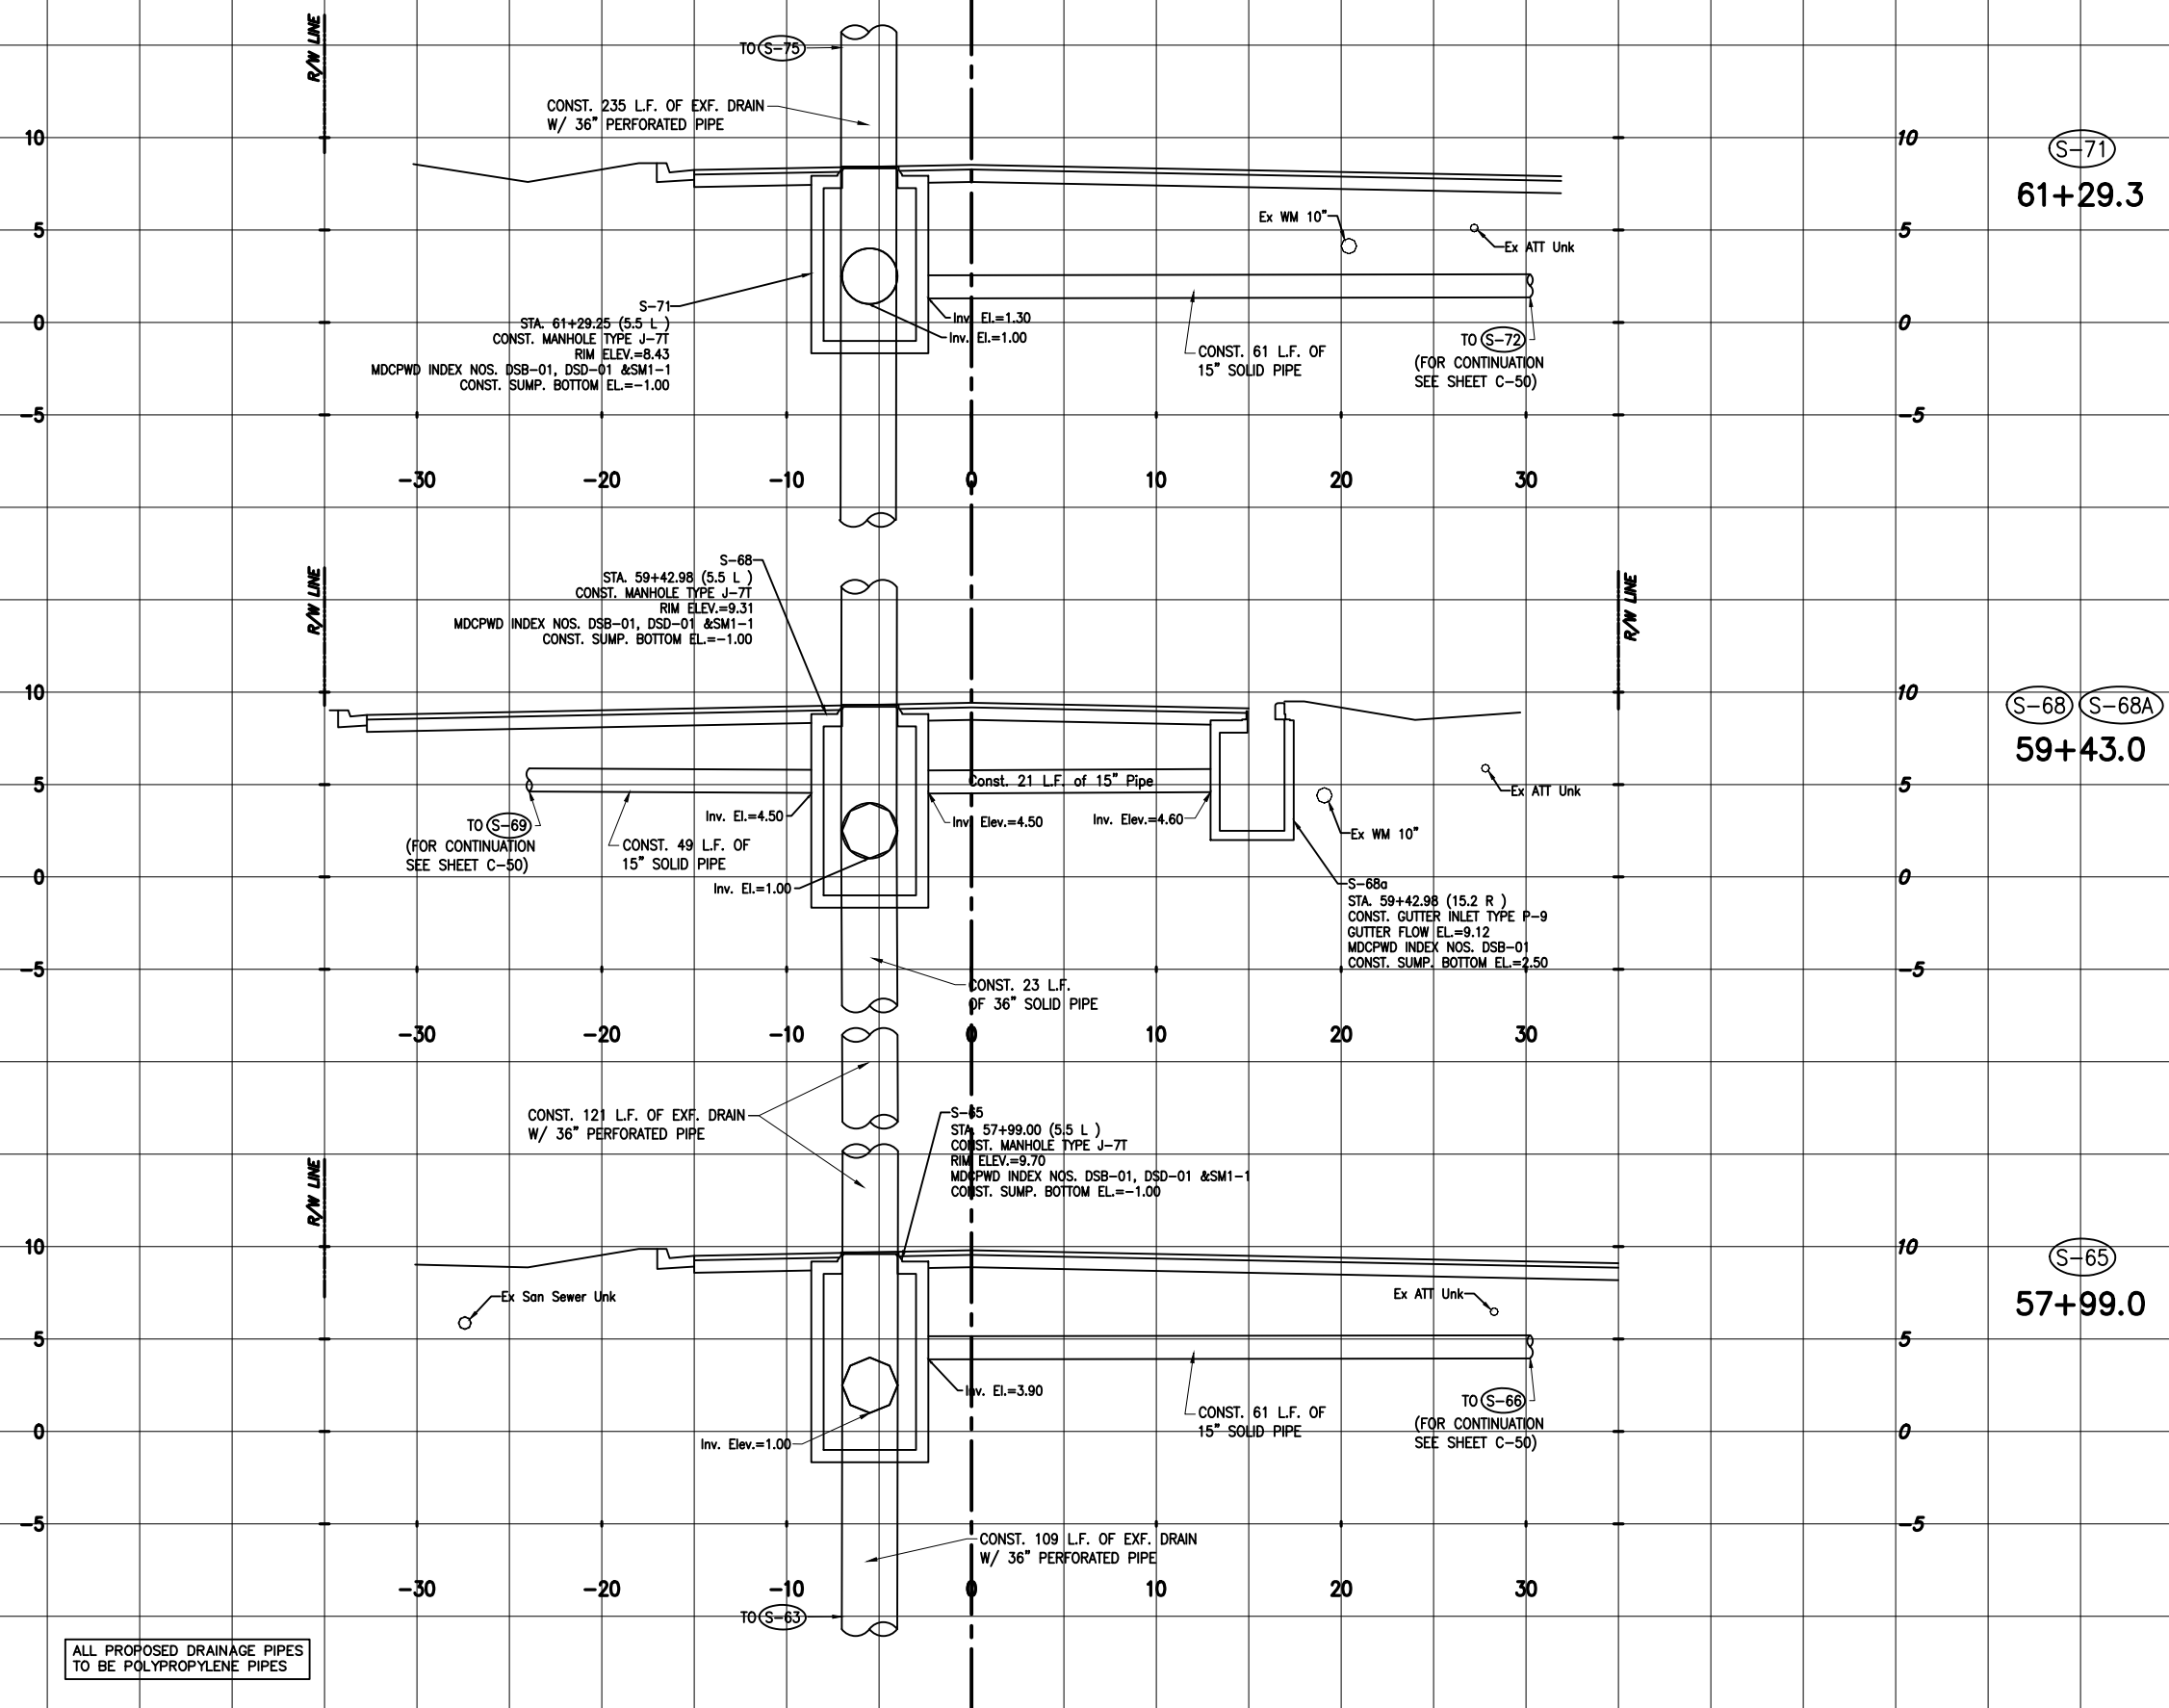 R/W LINE
TO S-75
CONST. 235 L.F. OF EXF. DRAIN
W/ 36" PERFORATED PIPE
10
10
S-71
61+29.3
5
5
Ex WM 10"
Ex ATT Unk
S-71
STA. 61+29.25 (5.5 L )
CONST. MANHOLE TYPE J-7T
RIM ELEV.=8.43
MDCPWD INDEX NOS. DSB-01, DSD-01 &SM1-1
CONST. SUMP. BOTTOM EL.=-1.00
Inv. El.=1.30
Inv. El.=1.00
0
0
CONST. 61 L.F. OF
15" SOLID PIPE
TO S-72
(FOR CONTINUATION
SEE SHEET C-50)
-5
-5
-30 -20 -10 0 10 20 30
R/W LINE
R/W LINE
S-68
STA. 59+42.98 (5.5 L )
CONST. MANHOLE TYPE J-7T
RIM ELEV.=9.31
MDCPWD INDEX NOS. DSB-01, DSD-01 &SM1-1
CONST. SUMP. BOTTOM EL.=-1.00
10
10
S-68 S-68A
59+43.0
5
5
Const. 21 L.F. of 15" Pipe
Ex ATT Unk
Inv. El.=4.50
Inv. Elev.=4.50
Inv. Elev.=4.60
Ex WM 10"
TO S-69
(FOR CONTINUATION
SEE SHEET C-50)
CONST. 49 L.F. OF
15" SOLID PIPE
Inv. El.=1.00
0
0
S-68a
STA. 59+42.98 (15.2 R )
CONST. GUTTER INLET TYPE P-9
GUTTER FLOW EL.=9.12
MDCPWD INDEX NOS. DSB-01
CONST. SUMP. BOTTOM EL.=2.50
-5
-5
CONST. 23 L.F.
OF 36" SOLID PIPE
-30 -20 -10 0 10 20 30
CONST. 121 L.F. OF EXF. DRAIN
W/ 36" PERFORATED PIPE
S-65
STA. 57+99.00 (5.5 L )
CONST. MANHOLE TYPE J-7T
RIM ELEV.=9.70
MDCPWD INDEX NOS. DSB-01, DSD-01 &SM1-1
CONST. SUMP. BOTTOM EL.=-1.00
R/W LINE
10
10
S-65
57+99.0
Ex San Sewer Unk
Ex ATT Unk
5
5
Inv. El.=3.90
Inv. Elev.=1.00
CONST. 61 L.F. OF
15" SOLID PIPE
TO S-66
(FOR CONTINUATION
SEE SHEET C-50)
0
0
-5
-5
CONST. 109 L.F. OF EXF. DRAIN
W/ 36" PERFORATED PIPE
-30 -20 -10 0 10 20 30
TO S-63
ALL PROPOSED DRAINAGE PIPES
TO BE POLYPROPYLENE PIPES